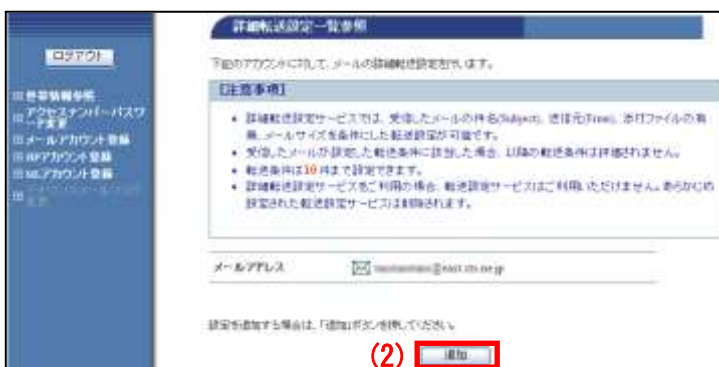 詳細転送設定一覧参照
ログアウト
下記のアカウントに対して、メールの詳細転送設定を行います。
【注意事項】
登録情報参照
アクセスナンバーパスワード変更
メールアカウント登録
MLアカウント登録
詳細転送設定サービスでは、受信したメールの件名(Subject)、送信元(From)、添付ファイルの有
無、メールサイズを条件にした転送設定が可能です。
受信したメールが設定した転送条件に該当した場合、以降の転送条件は評価されません。
転送条件は10件まで設定できます。
詳細転送設定サービスをご利用の場合、転送設定サービスはご利用いただけません。あらかじめ
設定された転送設定サービスは削除されます。
メールアドレス
設定を追加する場合は、「追加」ボタンを押してください。
(2) 追加